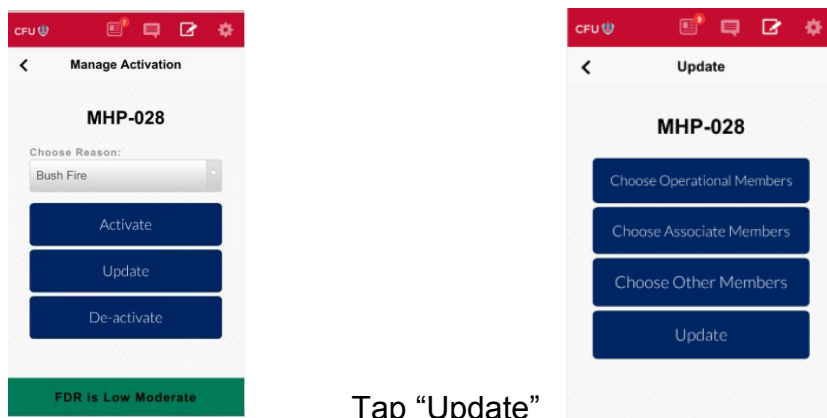 CFU
7
Manage Activation
MHP-028
Choose Reason:
Bush Fire
Activate
Update
De-activate
FDR is Low Moderate
Tap “Update”
CFU
Update
MHP-028
Choose Operational Members
Choose Associate Members
Choose Other Members
Update